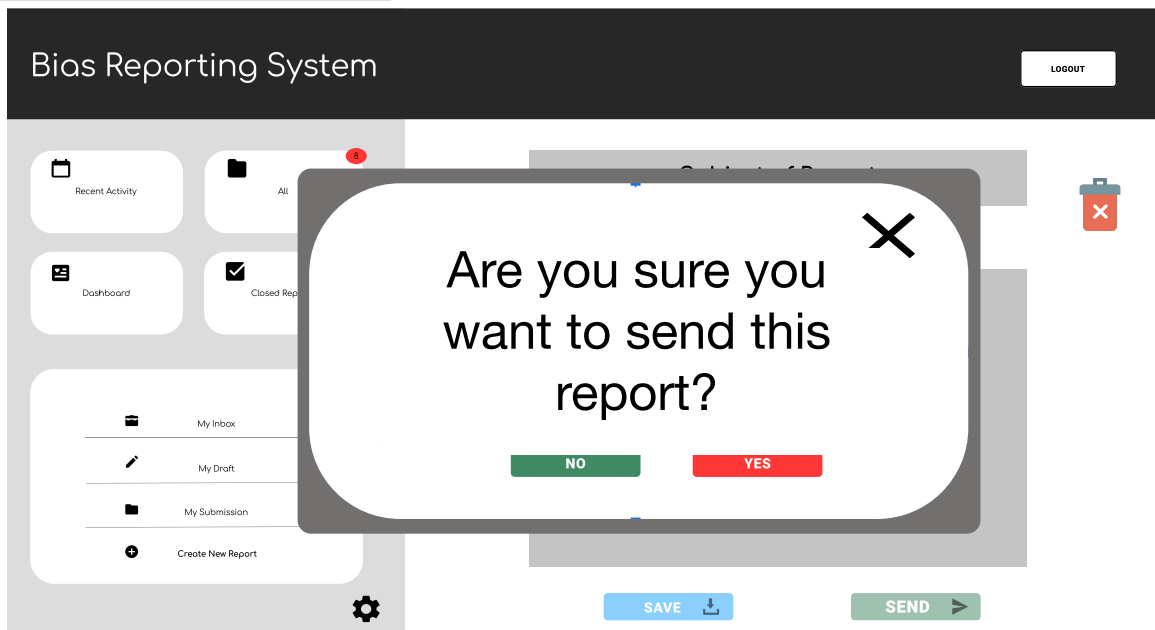 Bias Reporting System
LOGOUT
8
Recent Activity
All
Dashboard
Closed Rep
Are you sure you
want to send this
report?
NO
YES
My Inbox
My Draft
My Submission
Create New Report
SAVE
SEND